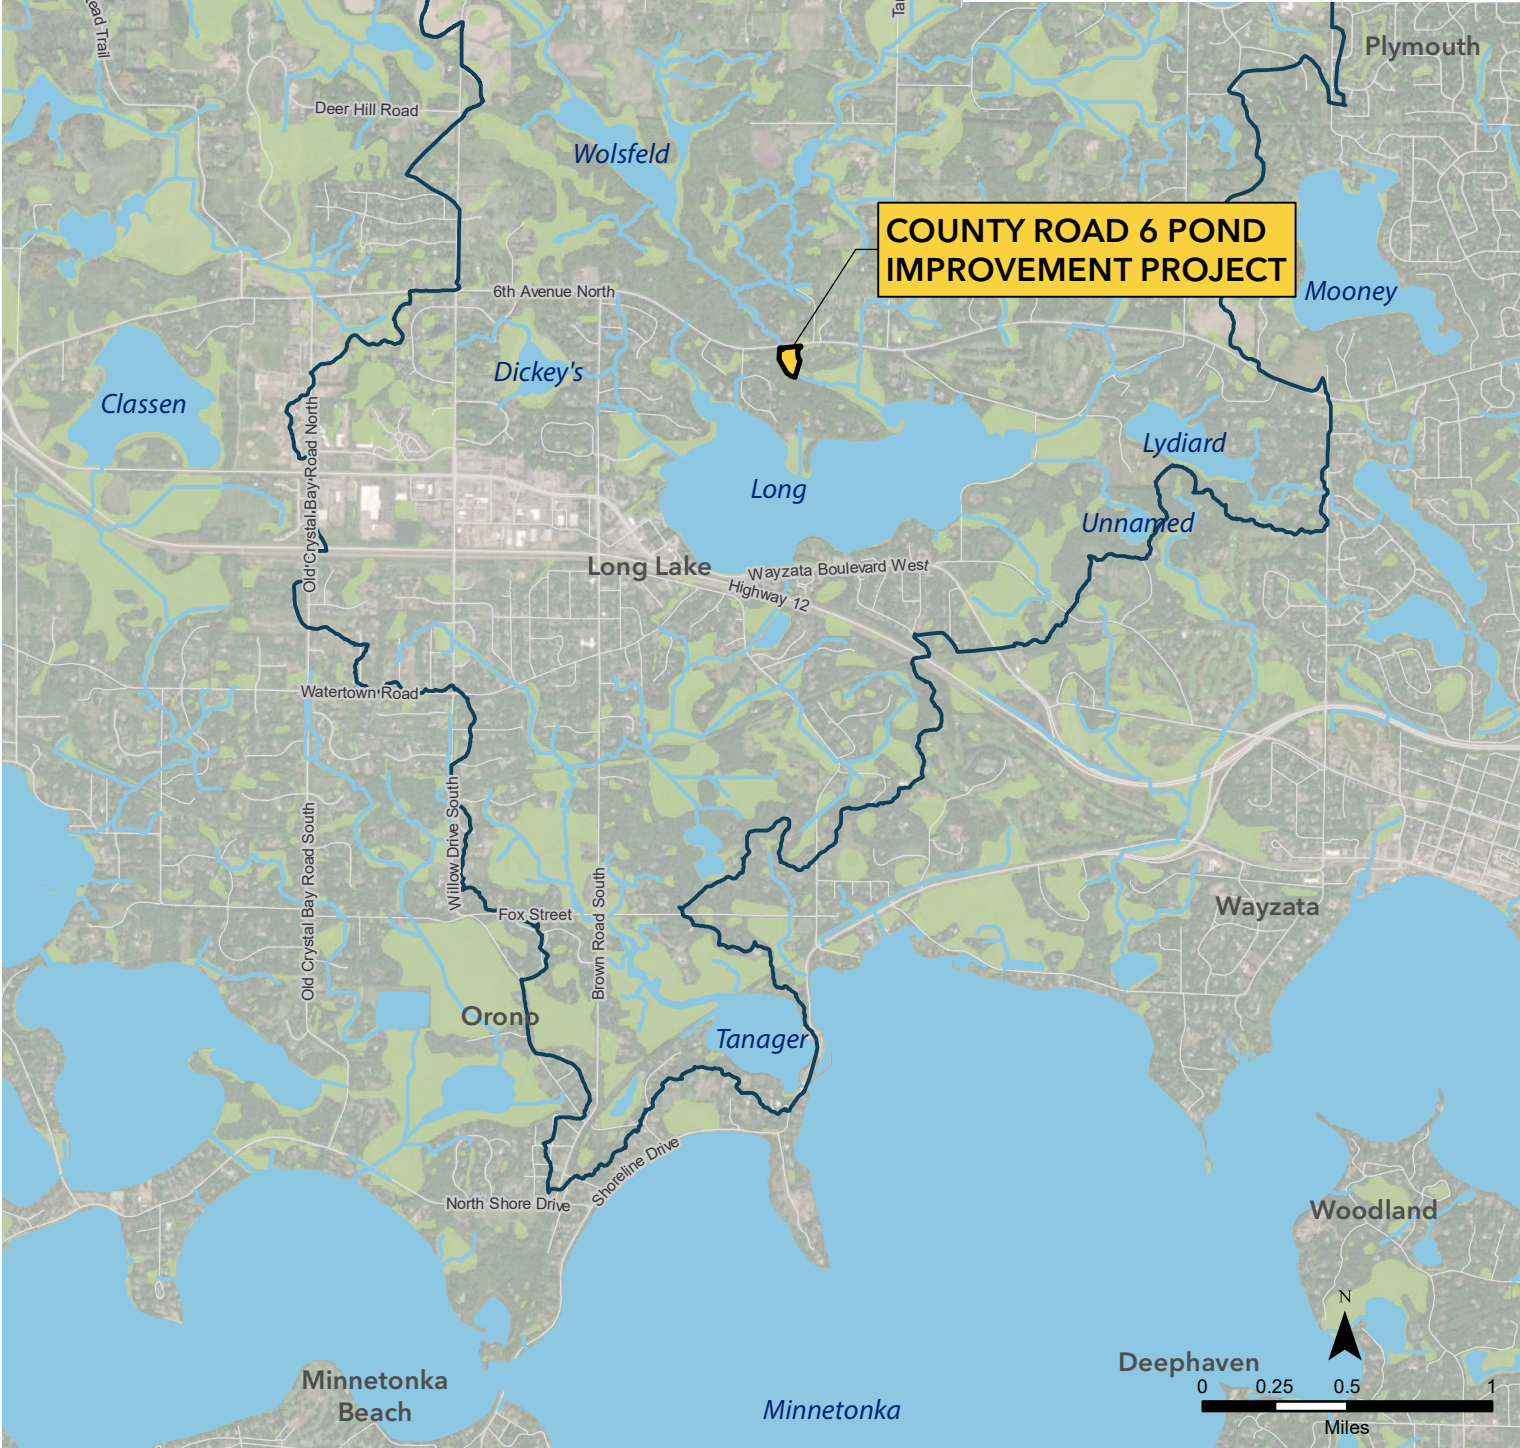 Plymouth
Deer Hill Road
Wolsfeld
COUNTY ROAD 6 POND
IMPROVEMENT PROJECT
6th Avenue North
Mooney
Dickey's
Classen
Old Crystal Bay Road North
Lydiard
Long
Unnamed
Long Lake
Wayzata Boulevard West
Highway 12
Watertown Road
Willow Drive South
Old Crystal Bay Road South
Brown Road South
Fox Street
Wayzata
Orono
Tanager
Shoreline Drive
North Shore Drive
Woodland
N
Deephaven
Minnetonka
Beach
0 0.25 0.5 1
Miles
Minnetonka